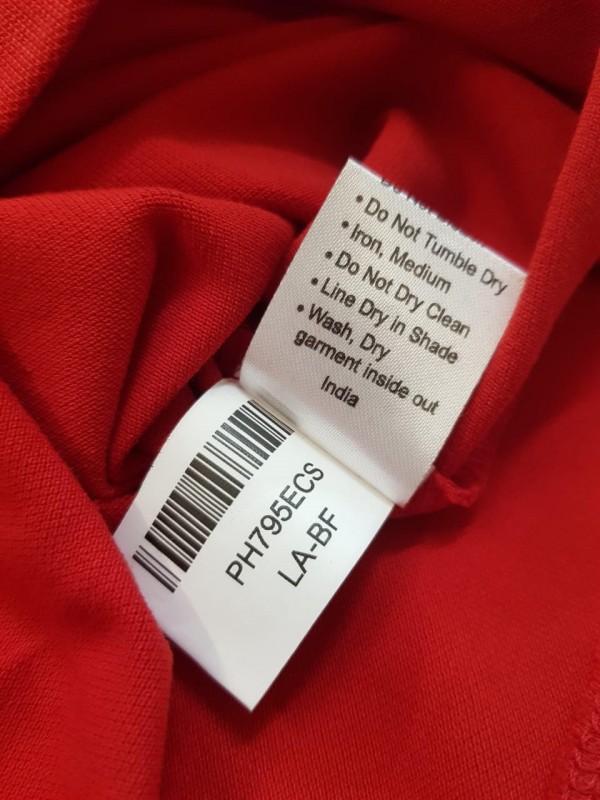 • Do Not Tumble Dry
• Iron, Medium
• Do Not Dry Clean
• Line Dry in Shade
• Wash, Dry
garment inside out
India
PH795ECS
LA-BF